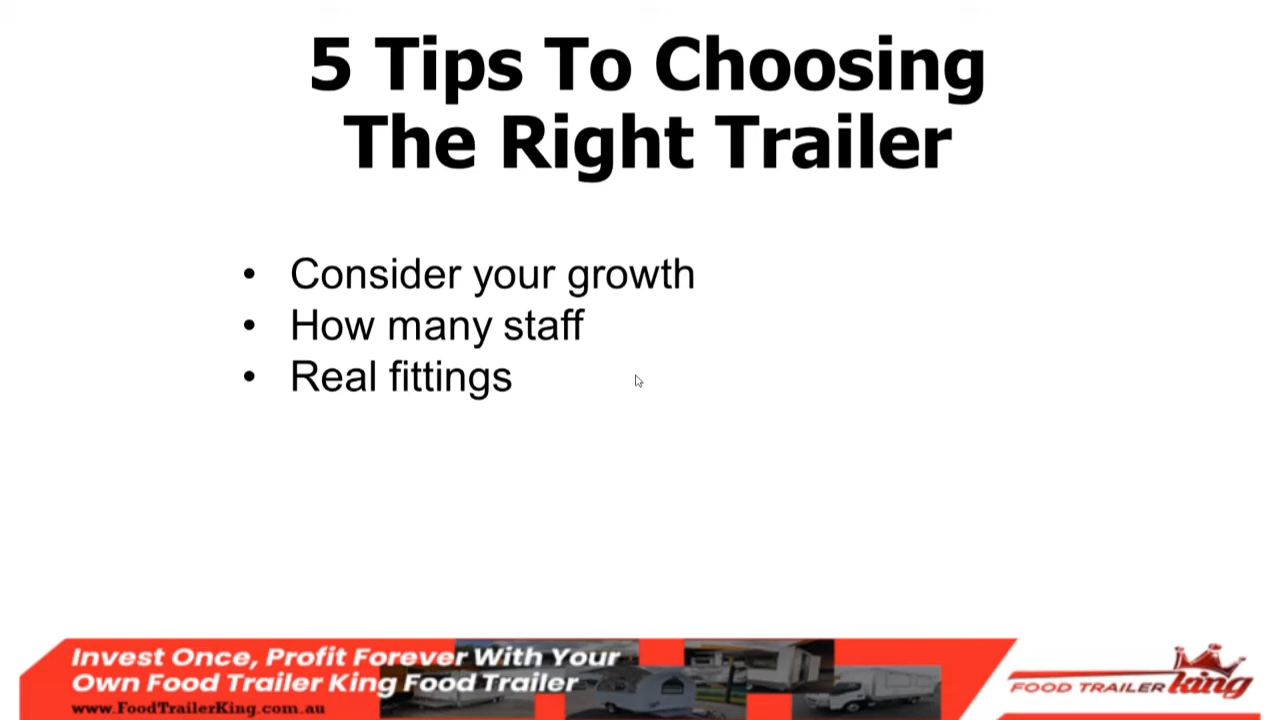 5 Tips To Choosing
The Right Trailer
• Consider your growth
• How many staff
• Real fittings
Invest Once, Profit Forever With Your
Own Food Trailer King Food Trailer
www.FoodTrailerKing.com.au
FOOD TRAILER king